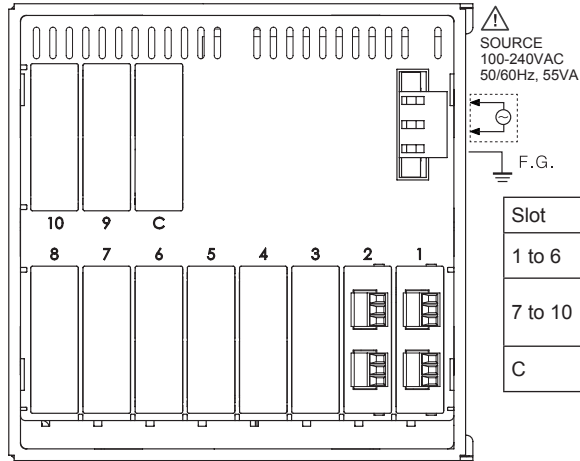 SOURCE
100-240VAC
50/60Hz, 55VA
F.G.
10 9 C
8 7 6 5 4 3 2 1
Slot
1 to 6
7 to 10
C